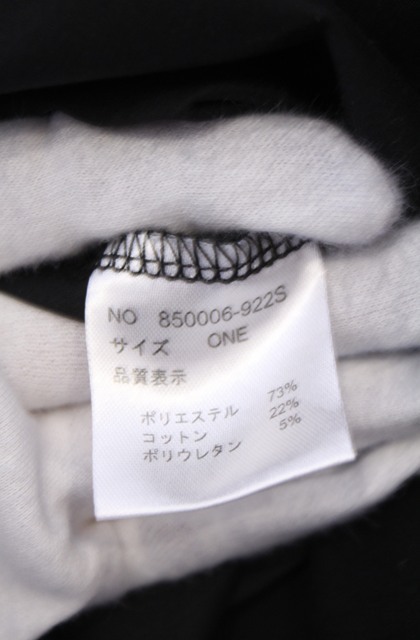 NO 850006-922S
サイズ ONE
品質表示
ポリエステル 73%
コットン 22%
ポリウレタン 5%